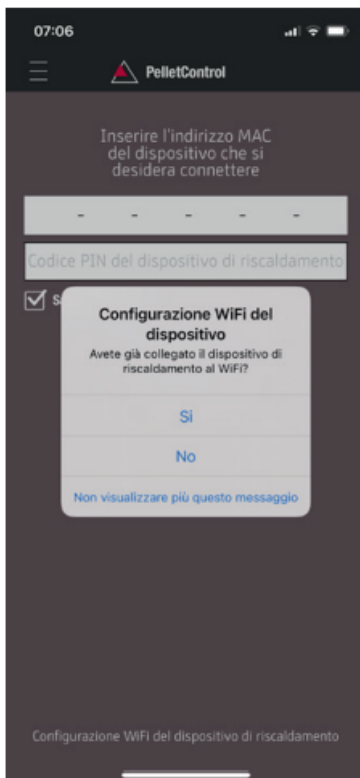 07:06
PelletControl
Inserire l'indirizzo MAC
del dispositivo che si
desidera connettere
- - - - -
Codice PIN del dispositivo di riscaldamento
Configurazione WiFi del
dispositivo
Avete già collegato il dispositivo di
riscaldamento al WiFi?
Si
No
Non visualizzare più questo messaggio
Configurazione WiFi del dispositivo di riscaldamento